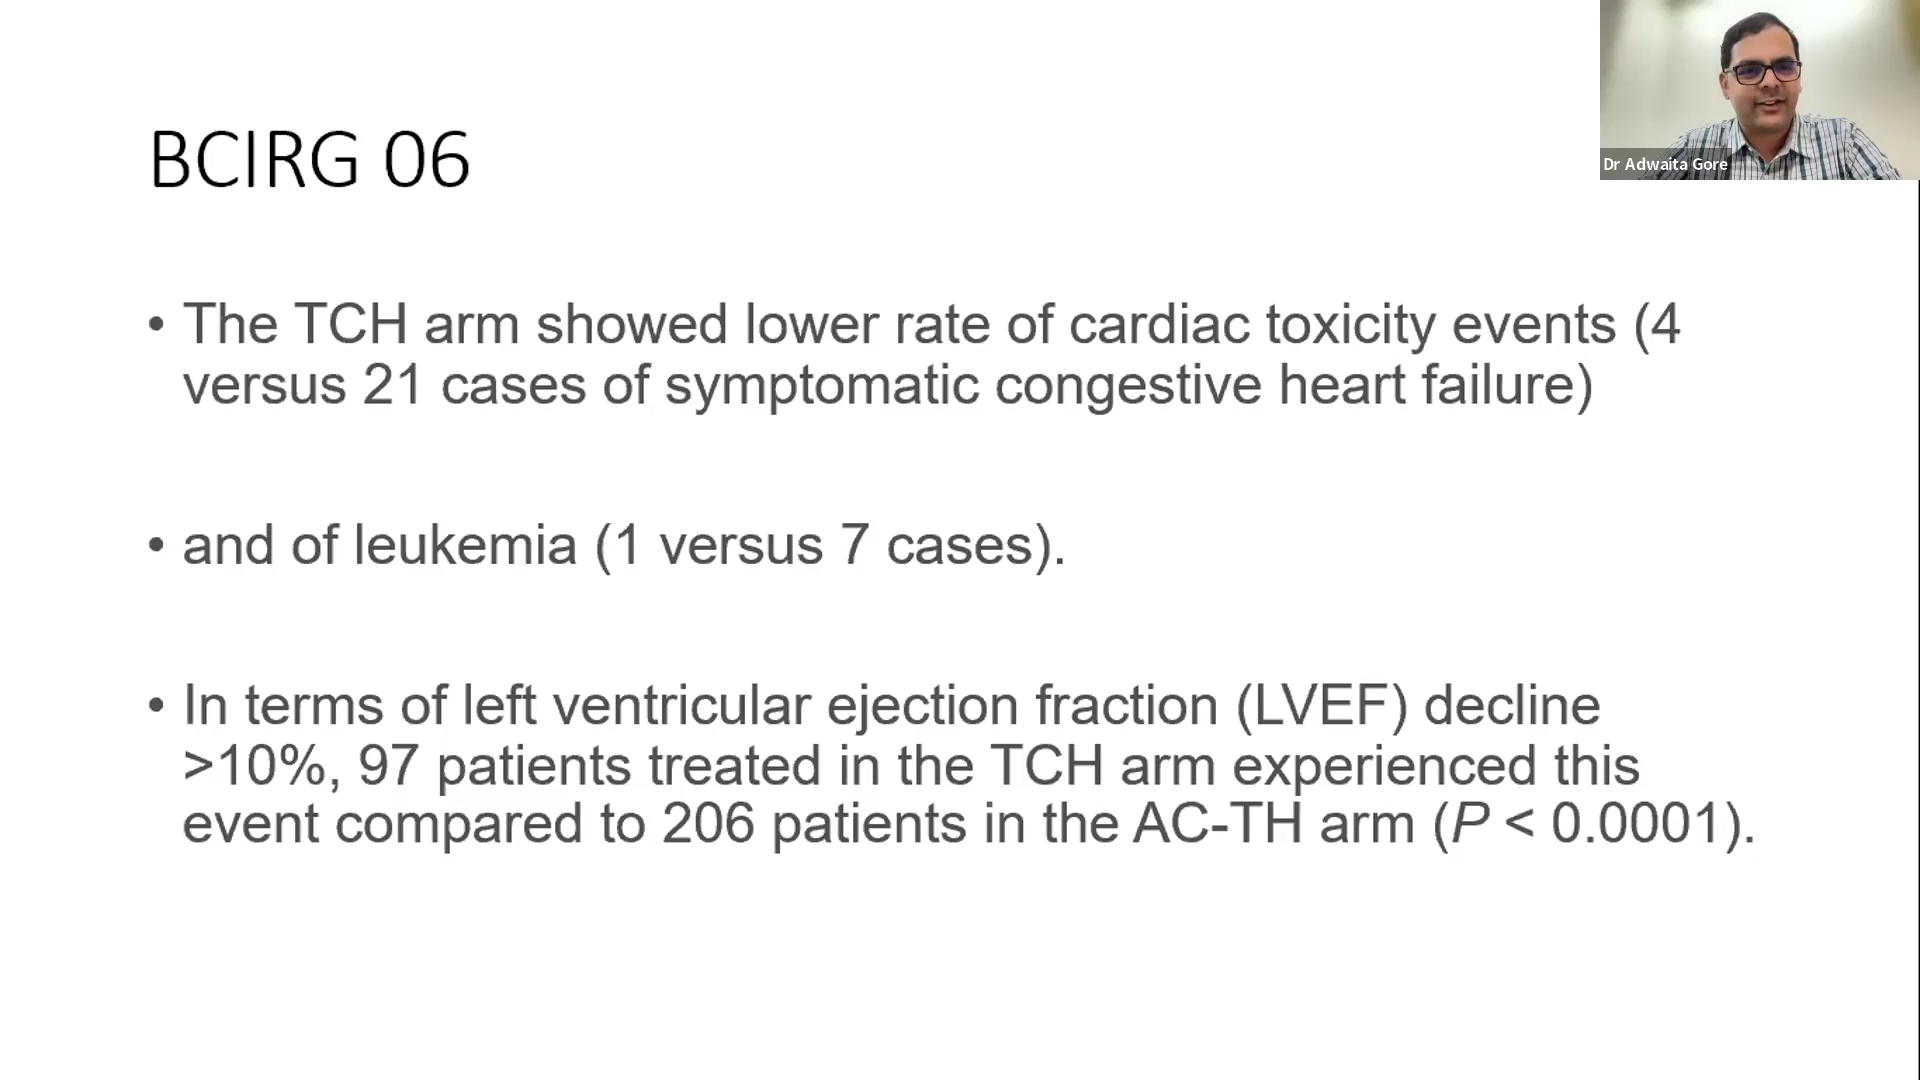 BCIRG 06
Dr Adwaita Gore
• The TCH arm showed lower rate of cardiac toxicity events (4
versus 21 cases of symptomatic congestive heart failure)
• and of leukemia (1 versus 7 cases).
• In terms of left ventricular ejection fraction (LVEF) decline
>10%, 97 patients treated in the TCH arm experienced this
event compared to 206 patients in the AC-TH arm (P < 0.0001).